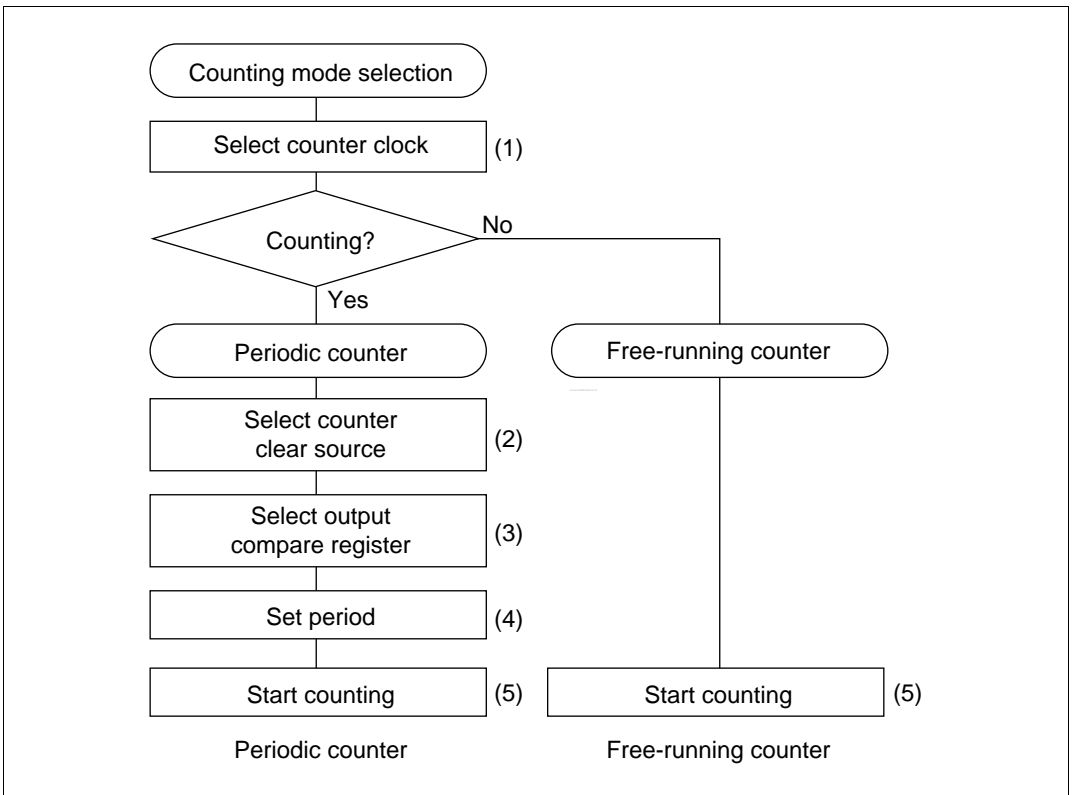 Counting mode selection
Select counter clock
(1)
Counting?
No
Yes
Periodic counter
Free-running counter
Select counter
clear source
(2)
Select output
compare register
(3)
Set period
(4)
Start counting
(5)
Start counting
(5)
Periodic counter
Free-running counter